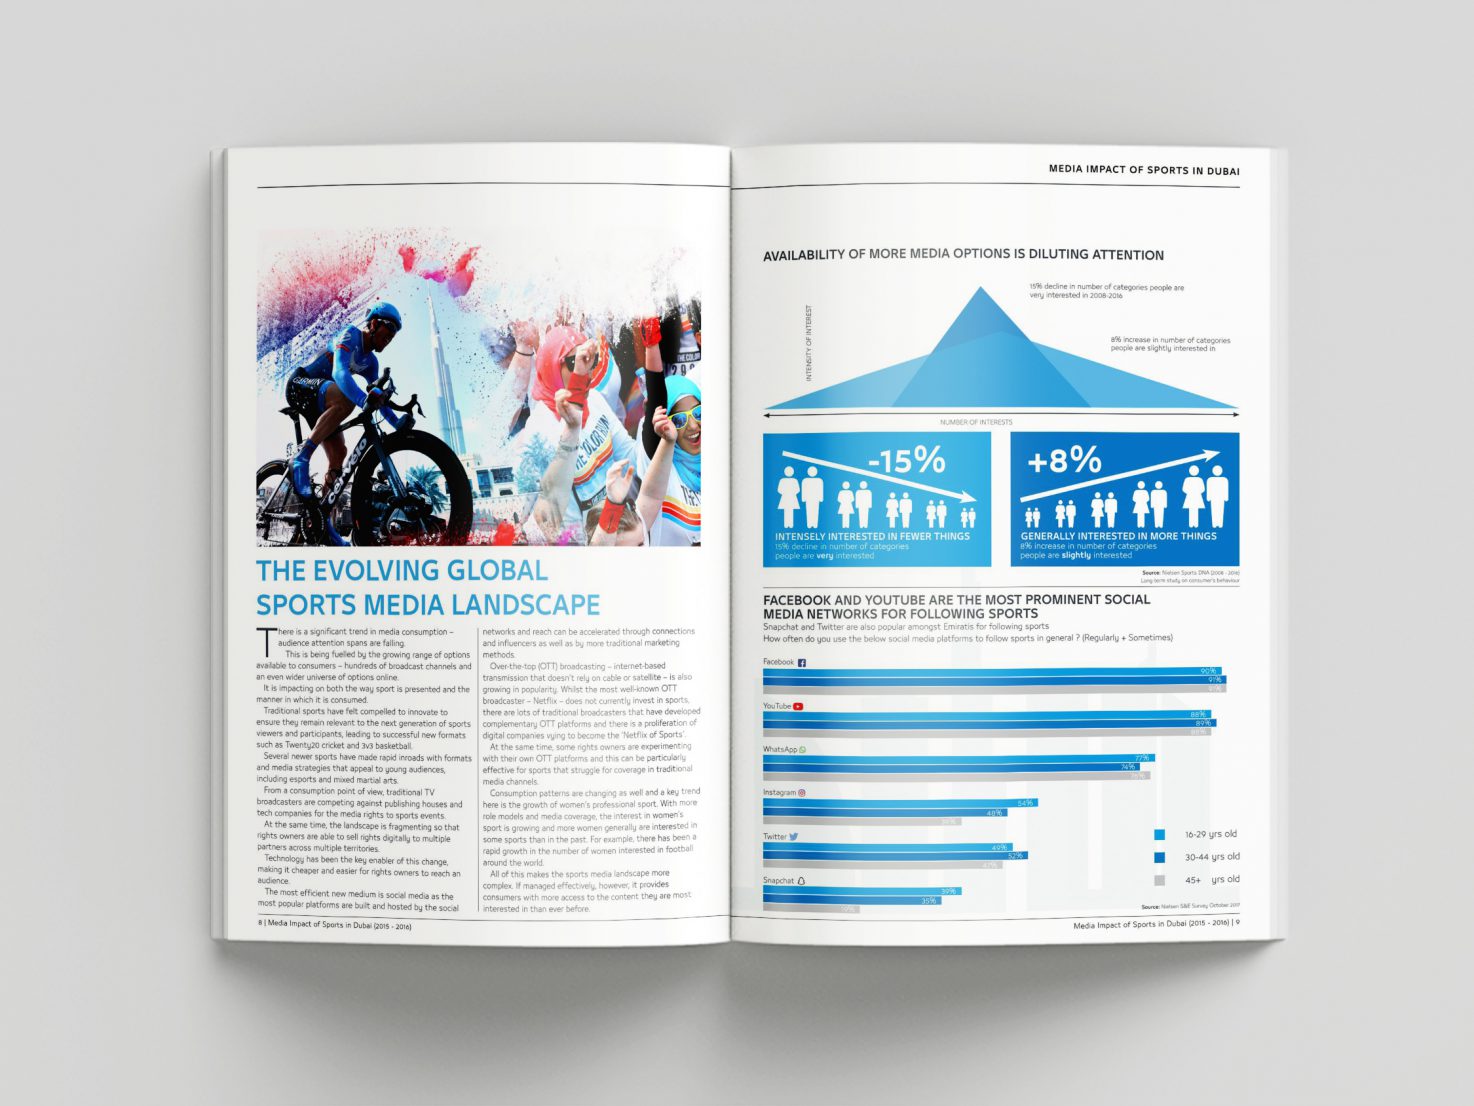 GARMIN
cervélo
THE COLOR
THE COLOR RUN
THE EVOLVING GLOBAL
SPORTS MEDIA LANDSCAPE
There is a significant trend in media consumption –
audience attention spans are falling.
This is being fuelled by the growing range of options
available to consumers – hundreds of broadcast channels and
an even wider universe of options online.
It is impacting on both the way sport is presented and the
manner in which it is consumed.
Traditional sports have felt compelled to innovate to
ensure they remain relevant to the next generation of sports
viewers and participants, leading to successful new formats
such as Twenty20 cricket and 3v3 basketball.
Several newer sports have made rapid inroads with formats
and media strategies that appeal to young audiences,
including esports and mixed martial arts.
From a consumption point of view, traditional TV
broadcasters are competing against publishing houses and
tech companies for the media rights to sports events.
At the same time, the landscape is fragmenting so that
rights owners are able to sell rights digitally to multiple
partners across multiple territories.
Technology has been the key enabler of this change,
making it cheaper and easier for rights owners to reach an
audience.
The most efficient new medium is social media as the
most popular platforms are built and hosted by the social
networks and reach can be accelerated through connections
and influencers as well as by more traditional marketing
methods.
Over-the-top (OTT) broadcasting – internet-based
transmission that doesn't rely on cable or satellite – is also
growing in popularity. Whilst the most well-known OTT
broadcaster – Netflix – does not currently invest in sports,
there are lots of traditional broadcasters that have developed
complementary OTT platforms and there is a proliferation of
digital companies vying to become the 'Netflix of Sports'.
At the same time, some rights owners are experimenting
with their own OTT platforms and this can be particularly
effective for sports that struggle for coverage in traditional
media channels.
Consumption patterns are changing as well and a key trend
here is the growth of women's professional sport. With more
role models and media coverage, the interest in women's
sport is growing and more women generally are interested in
some sports than in the past. For example, there has been a
rapid growth in the number of women interested in football
around the world.
All of this makes the sports media landscape more
complex. If managed effectively, however, it provides
consumers with more access to the content they are most
interested in than ever before.
8 | Media Impact of Sports in Dubai (2015 - 2016)
MEDIA IMPACT OF SPORTS IN DUBAI
AVAILABILITY OF MORE MEDIA OPTIONS IS DILUTING ATTENTION
15% decline in number of categories people are
very interested in 2008-2016
8% increase in number of categories
people are slightly interested in
INTENSITY OF INTEREST
NUMBER OF INTERESTS
-15%
INTENSELY INTERESTED IN FEWER THINGS
15% decline in number of categories
people are very interested
+8%
GENERALLY INTERESTED IN MORE THINGS
8% increase in number of categories
people are slightly interested
Source: Nielsen Sports DNA (2008 - 2016)
Long term study on consumer's behaviour
FACEBOOK AND YOUTUBE ARE THE MOST PROMINENT SOCIAL
MEDIA NETWORKS FOR FOLLOWING SPORTS
Snapchat and Twitter are also popular amongst Emiratis for following sports
How often do you use the below social media platforms to follow sports in general ? (Regularly + Sometimes)
Facebook
90%
91%
91%
YouTube
88%
89%
88%
WhatsApp
77%
74%
Instagram
54%
48%
Twitter
49%
52%
Snapchat
39%
35%
16-29 yrs old
30-44 yrs old
45+ yrs old
Source: Nielsen S&E Survey October 2017
Media Impact of Sports in Dubai (2015 - 2016) | 9